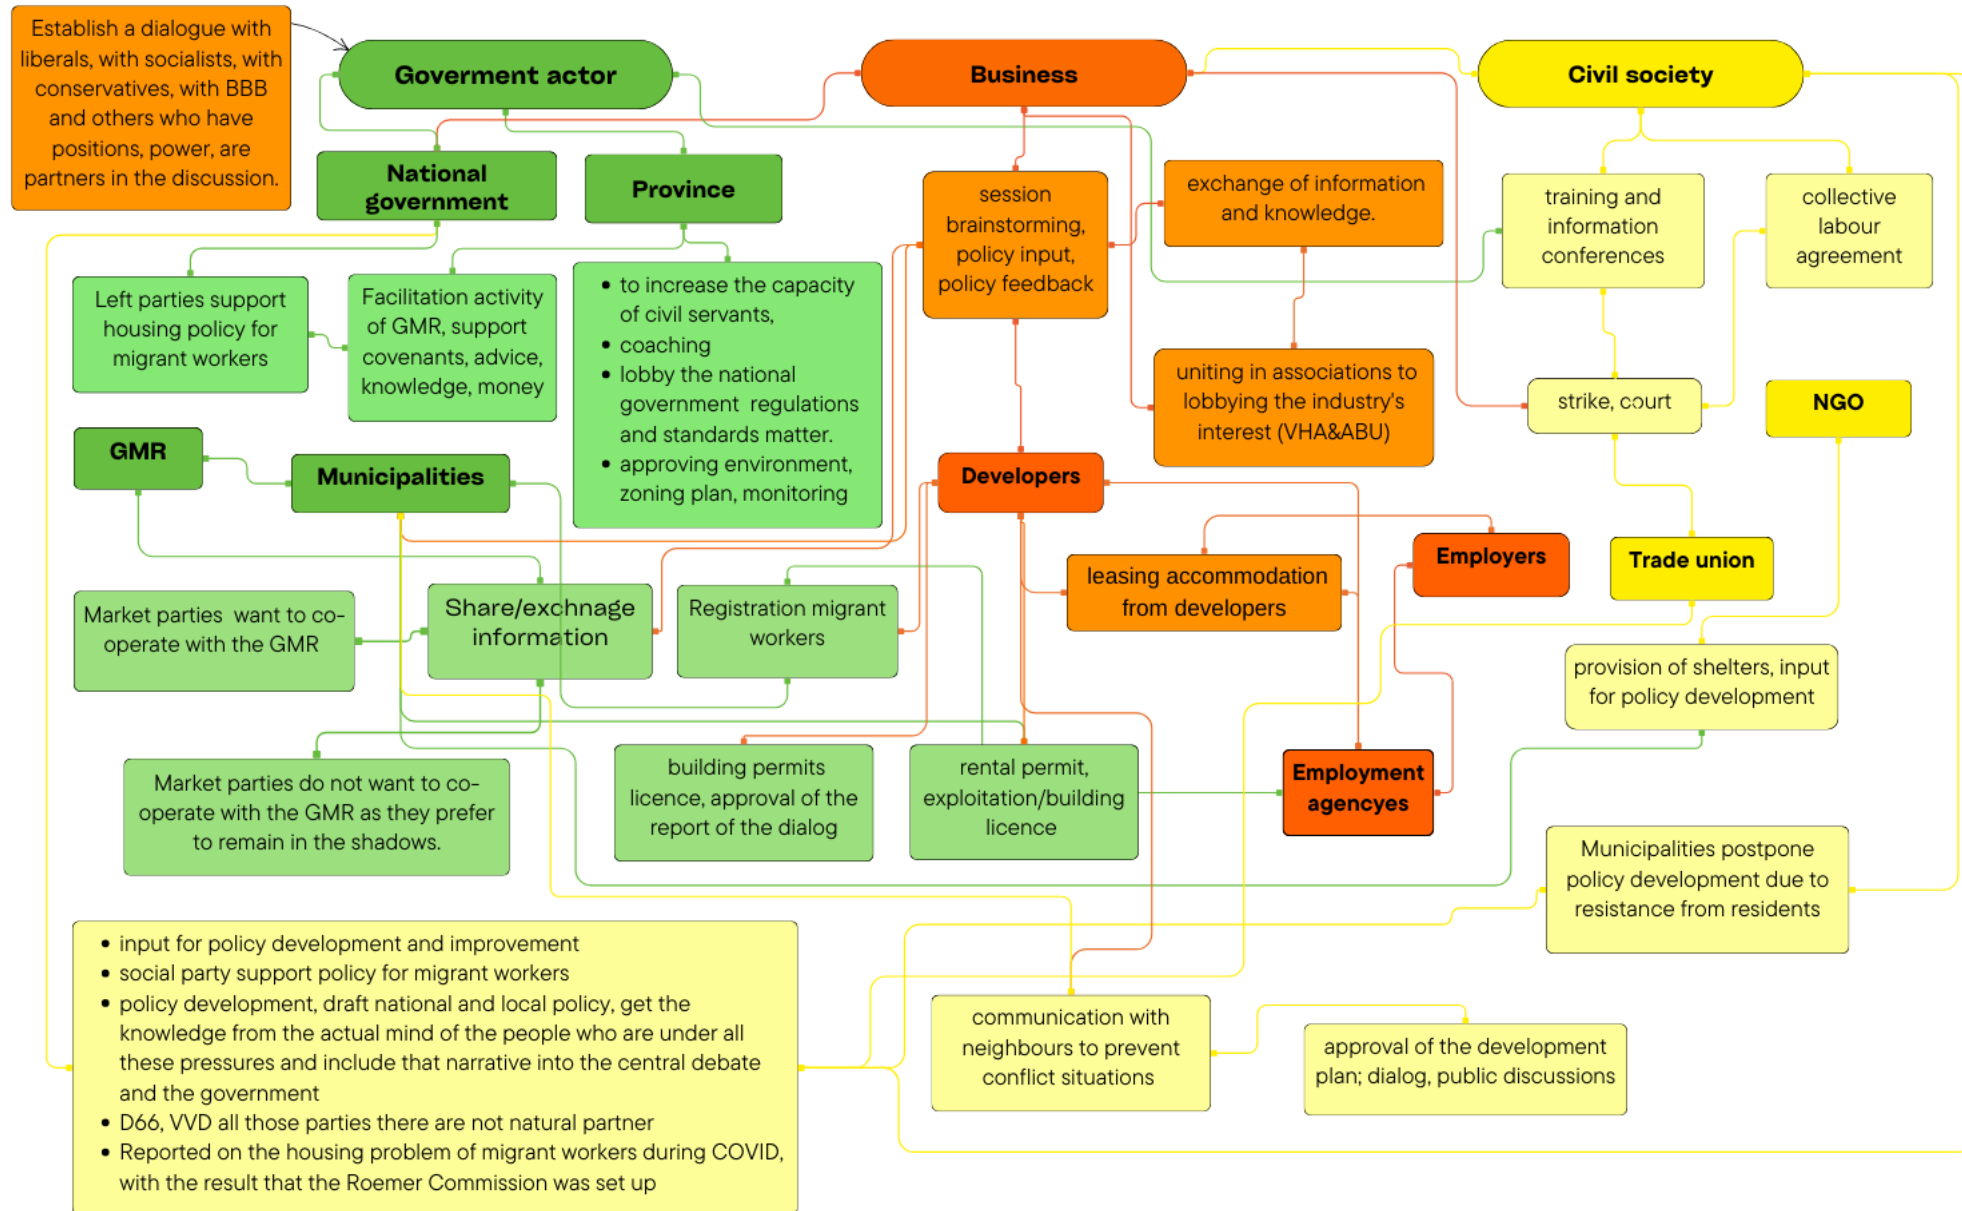 Establish a dialogue with
liberals, with socialists, with
conservatives, with BBB
and others who have
positions, power, are
partners in the discussion.
Goverment actor
Business
Civil society
National
government
Province
session
brainstorming,
policy input,
policy feedback
exchange of information
and knowledge.
training and
information
conferences
collective
labour
agreement
Left parties support
housing policy for
migrant workers
Facilitation activity
of GMR, support
covenants, advice,
knowledge, money
• to increase the capacity
of civil servants,
• coaching
• lobby the national
government regulations
and standards matter.
• approving environment,
zoning plan, monitoring
uniting in associations to
lobbying the industry's
interest (VHA&ABU)
strike, court
NGO
GMR
Municipalities
Developers
Employers
Trade union
leasing accommodation
from developers
Market parties want to co-
operate with the GMR
Share/exchnage
information
Registration migrant
workers
provision of shelters, input
for policy development
Market parties do not want to co-
operate with the GMR as they prefer
to remain in the shadows.
building permits
licence, approval of the
report of the dialog
rental permit,
exploitation/building
licence
Employment
agencyes
Municipalities postpone
policy development due to
resistance from residents
• input for policy development and improvement
• social party support policy for migrant workers
• policy development, draft national and local policy, get the
knowledge from the actual mind of the people who are under all
these pressures and include that narrative into the central debate
and the government
• D66, VVD all those parties there are not natural partner
• Reported on the housing problem of migrant workers during COVID,
with the result that the Roemer Commission was set up
communication with
neighbours to prevent
conflict situations
approval of the development
plan; dialog, public discussions